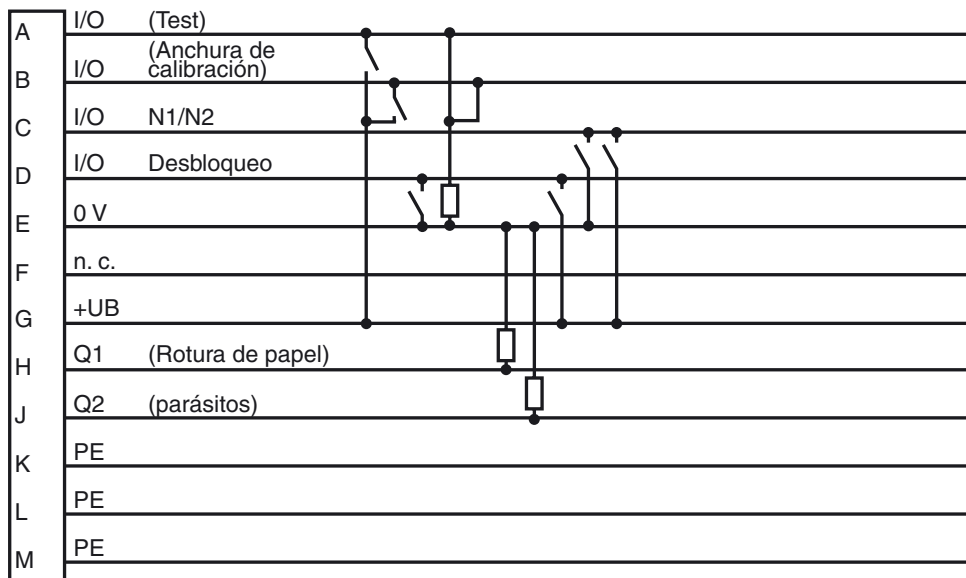 A I/O (Test)
B I/O (Anchura de
calibración)
C I/O N1/N2
D I/O Desbloqueo
E 0 V
F n. c.
G +UB
H Q1 (Rotura de papel)
J Q2 (parásitos)
K PE
L PE
M PE